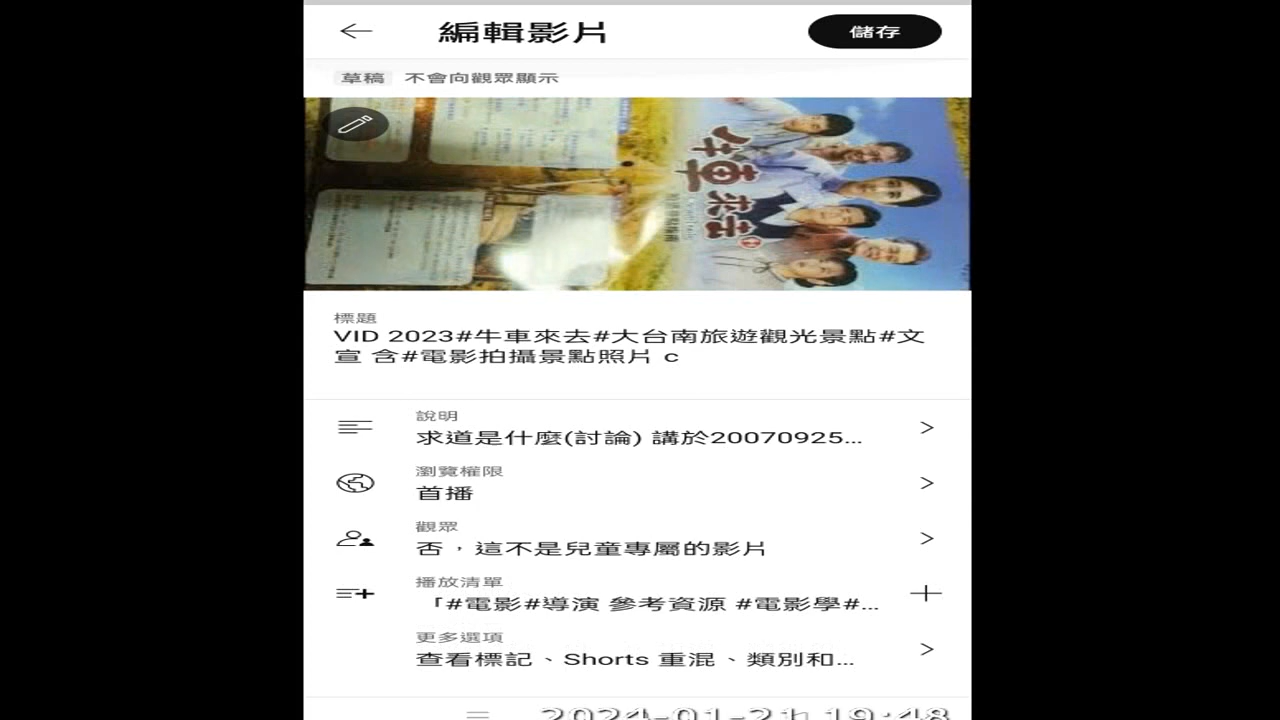 編輯影片
儲存
草稿 不會向觀眾顯示
牛車來去
標題
VID 2023#牛車來去#大台南旅遊觀光景點#文
宣 含#電影拍攝景點照片 c
說明
求道是什麼(討論) 講於20070925...
瀏覽權限
首播
觀眾
否，這不是兒童專屬的影片
播放清單
「#電影#導演 參考資源 #電影學#...
更多選項
查看標記、Shorts 重混、類別和...